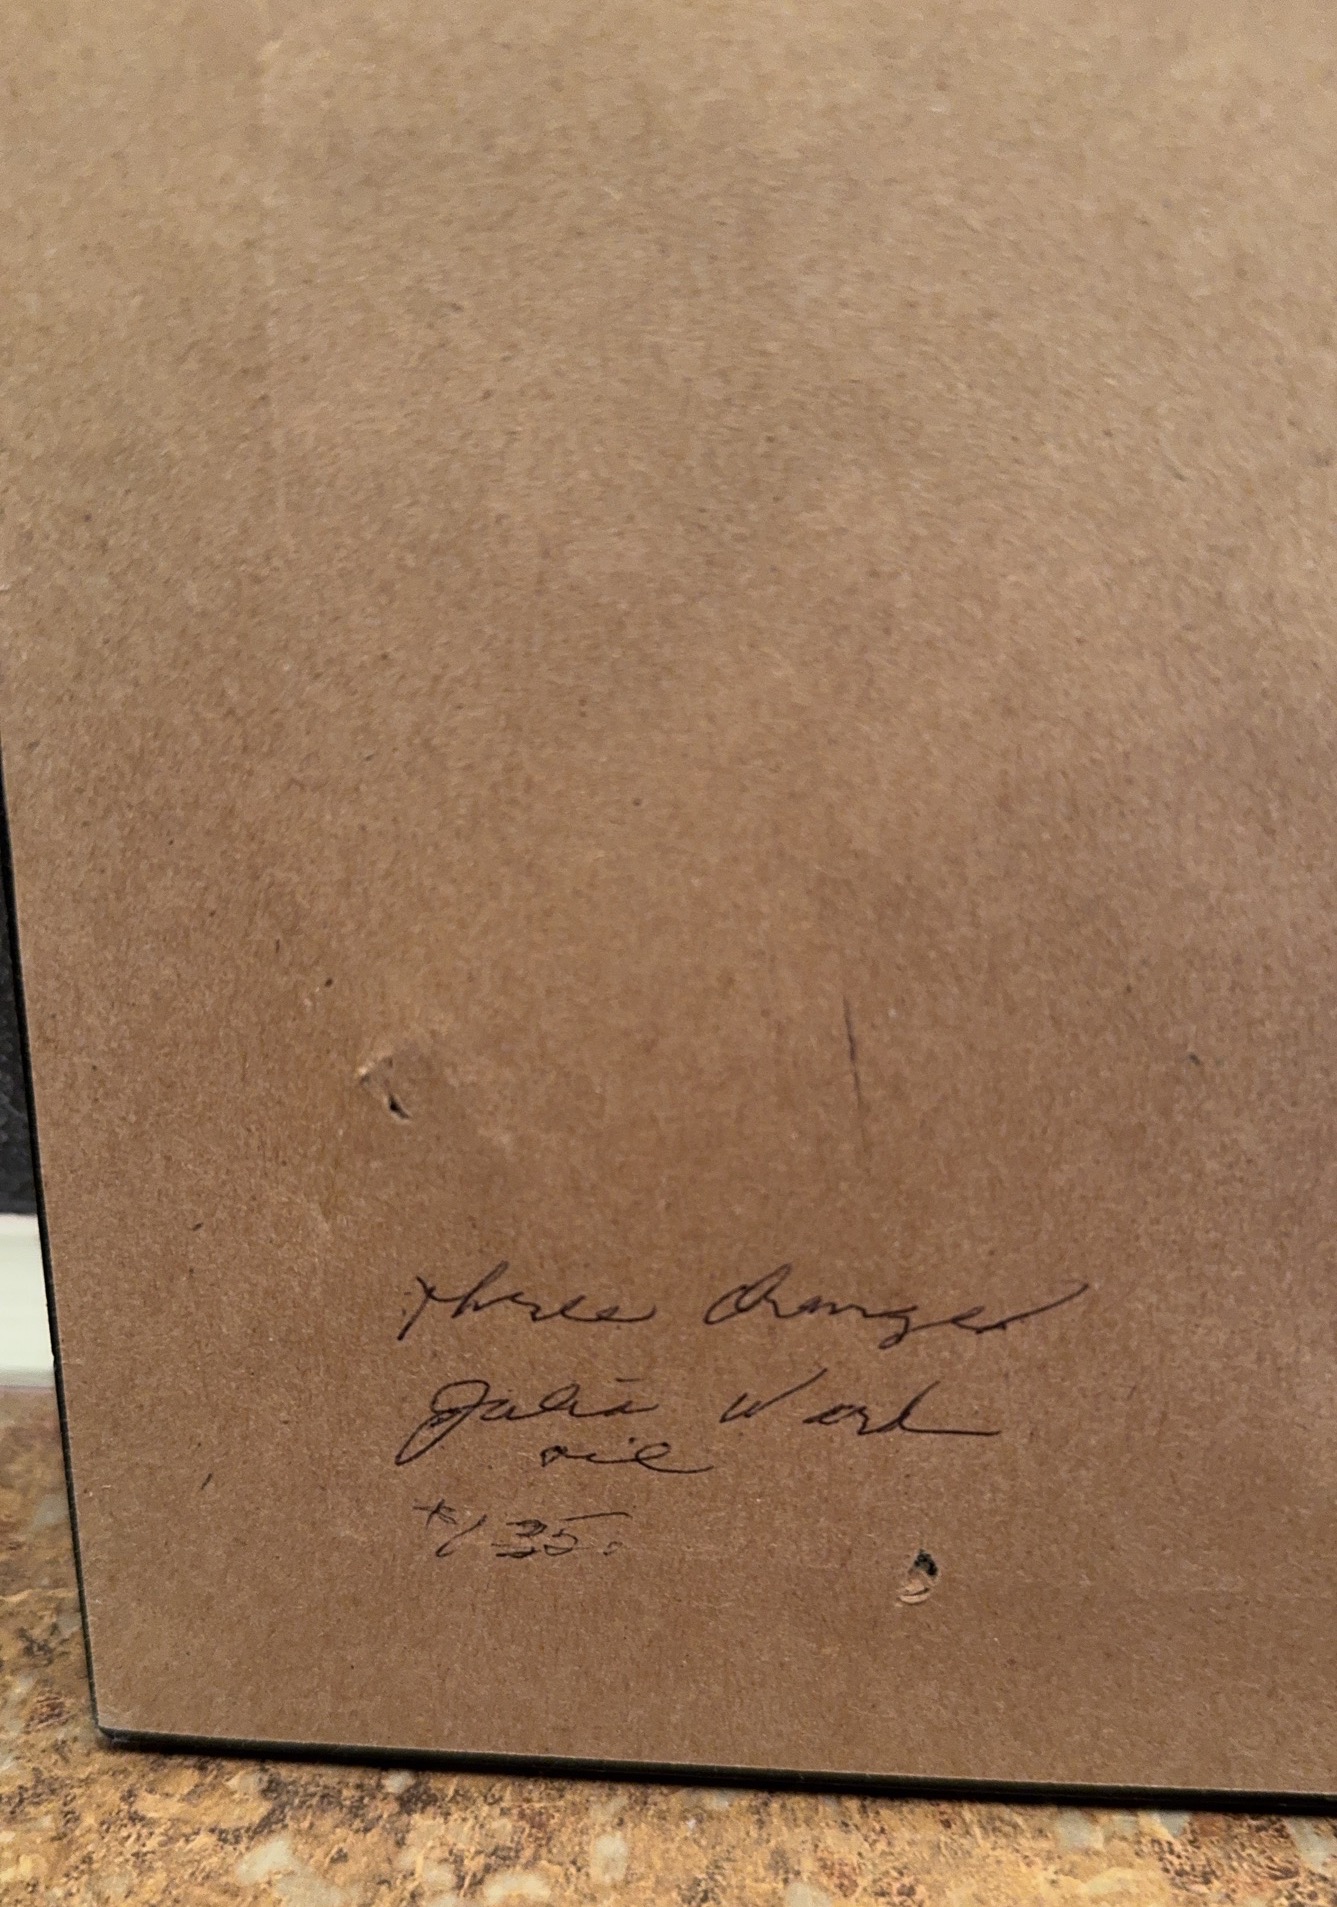 three Oranges
Julia Ward
oil
$135.